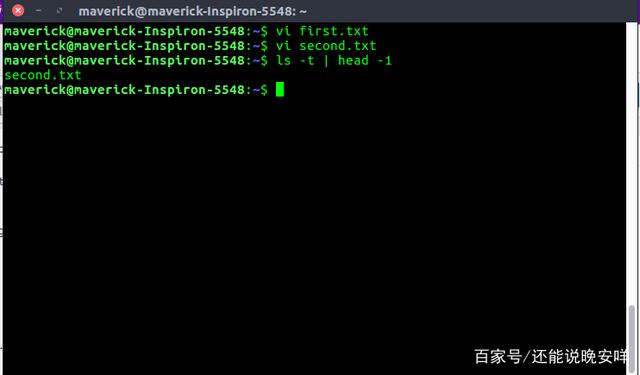 maverick@maverick-Inspiron-5548: ~
maverick@maverick-Inspiron-5548:~$ vi first.txt
maverick@maverick-Inspiron-5548:~$ vi second.txt
maverick@maverick-Inspiron-5548:~$ ls -t | head -1
second.txt
maverick@maverick-Inspiron-5548:~$
百家号/还能说晚安咩